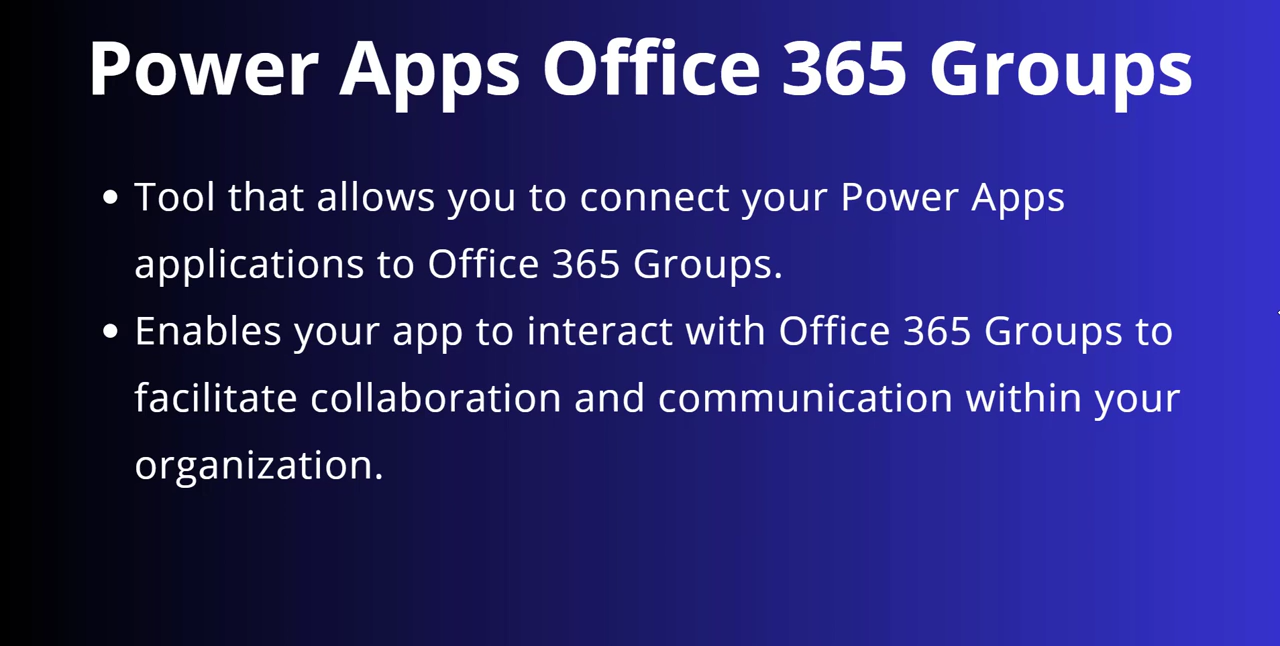 Power Apps Office 365 Groups
• Tool that allows you to connect your Power Apps
applications to Office 365 Groups.
• Enables your app to interact with Office 365 Groups to
facilitate collaboration and communication within your
organization.